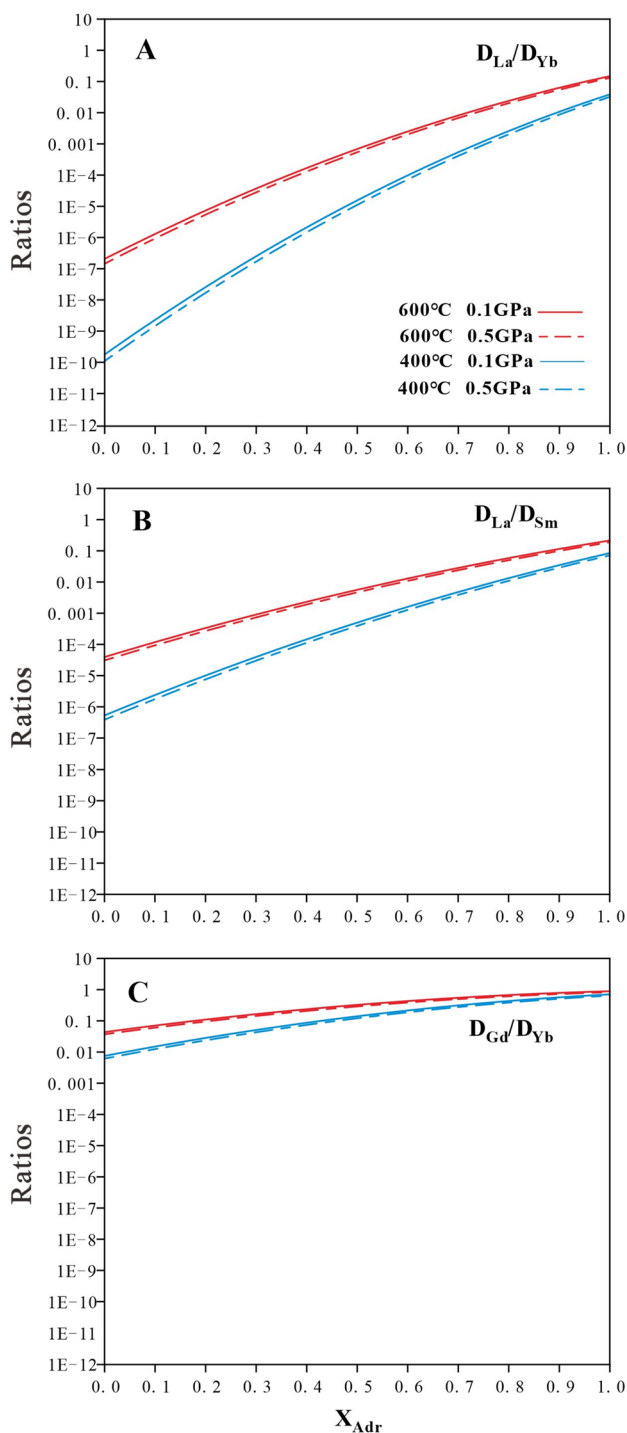 A
D_La/D_Yb
10
1
0.1
0.01
0.001
1E-4
1E-5
1E-6
1E-7
1E-8
1E-9
1E-10
1E-11
1E-12
Ratios
600℃ 0.1GPa
600℃ 0.5GPa
400℃ 0.1GPa
400℃ 0.5GPa
0.0 0.1 0.2 0.3 0.4 0.5 0.6 0.7 0.8 0.9 1.0
B
D_La/D_Sm
10
1
0.1
0.01
0.001
1E-4
1E-5
1E-6
1E-7
1E-8
1E-9
1E-10
1E-11
1E-12
Ratios
0.0 0.1 0.2 0.3 0.4 0.5 0.6 0.7 0.8 0.9 1.0
C
D_Gd/D_Yb
10
1
0.1
0.01
0.001
1E-4
1E-5
1E-6
1E-7
1E-8
1E-9
1E-10
1E-11
1E-12
Ratios
0.0 0.1 0.2 0.3 0.4 0.5 0.6 0.7 0.8 0.9 1.0
X_Adr